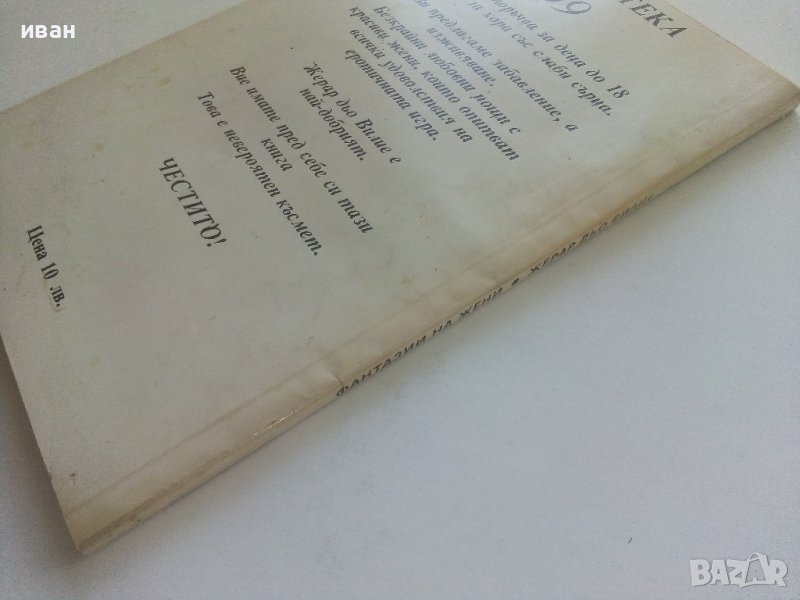 иван
ТЕКА
99
за деца до 18
за хора със слаби сърца.
предлагаме забавление, а
изживяване.
Безкрайни любовни нощи с
красиви жени, които опитват
всички удоволствия на
еротичната игра.
Жерар дьо Вилие е
най-добрият.
Вие имате пред себе си тази
книга
Това е невероятен късмет.
ЧЕСТИТО!
Цена 10 лв.
ФАНТАЗИИ НА ЖЕНИ • ЖЕРАР ДЬО ВИЛИЕ
BAZAR